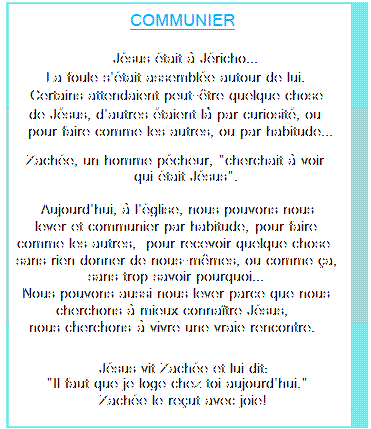 COMMUNIER
Jésus était à Jéricho...
La foule s'était assemblée autour de lui.
Certains attendaient peut-être quelque chose
de Jésus, d'autres étaient là par curiosité, ou
pour faire comme les autres, ou par habitude...
Zachée, un homme pécheur, "cherchait à voir
qui était Jésus".
Aujourd'hui, à l'église, nous pouvons nous
lever et communier par habitude, pour faire
comme les autres, pour recevoir quelque chose
sans rien donner de nous-mêmes, ou comme ça,
sans trop savoir pourquoi...
Nous pouvons aussi nous lever parce que nous
cherchons à mieux connaître Jésus,
nous cherchons à vivre une vraie rencontre.
Jésus vit Zachée et lui dit:
"Il faut que je loge chez toi aujourd'hui."
Zachée le reçut avec joie!